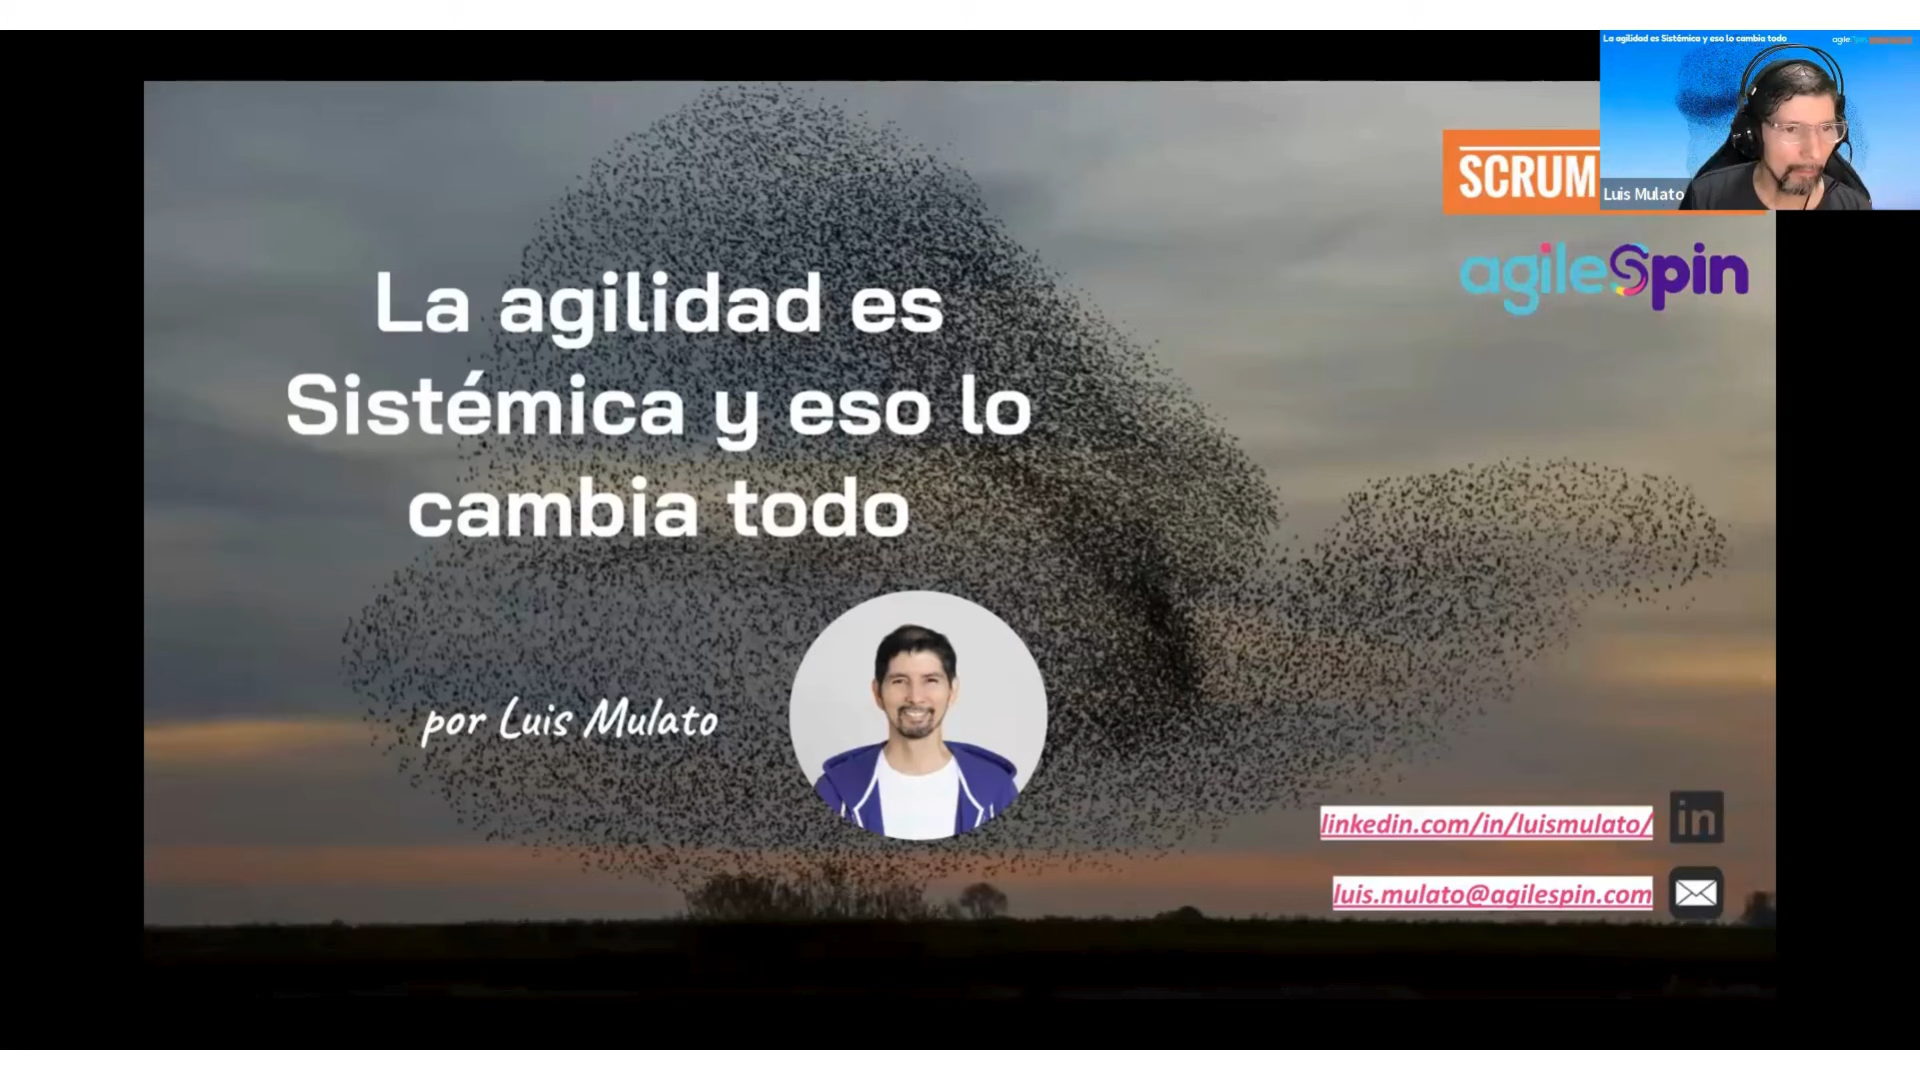 La agilidad es Sistémica y eso lo cambia todo
agileSpin
Luis Mulato
SCRUM
agileSpin
La agilidad es
Sistémica y eso lo
cambia todo
por Luis Mulato
linkedin.com/in/luismulato/
in
luis.mulato@agilespin.com